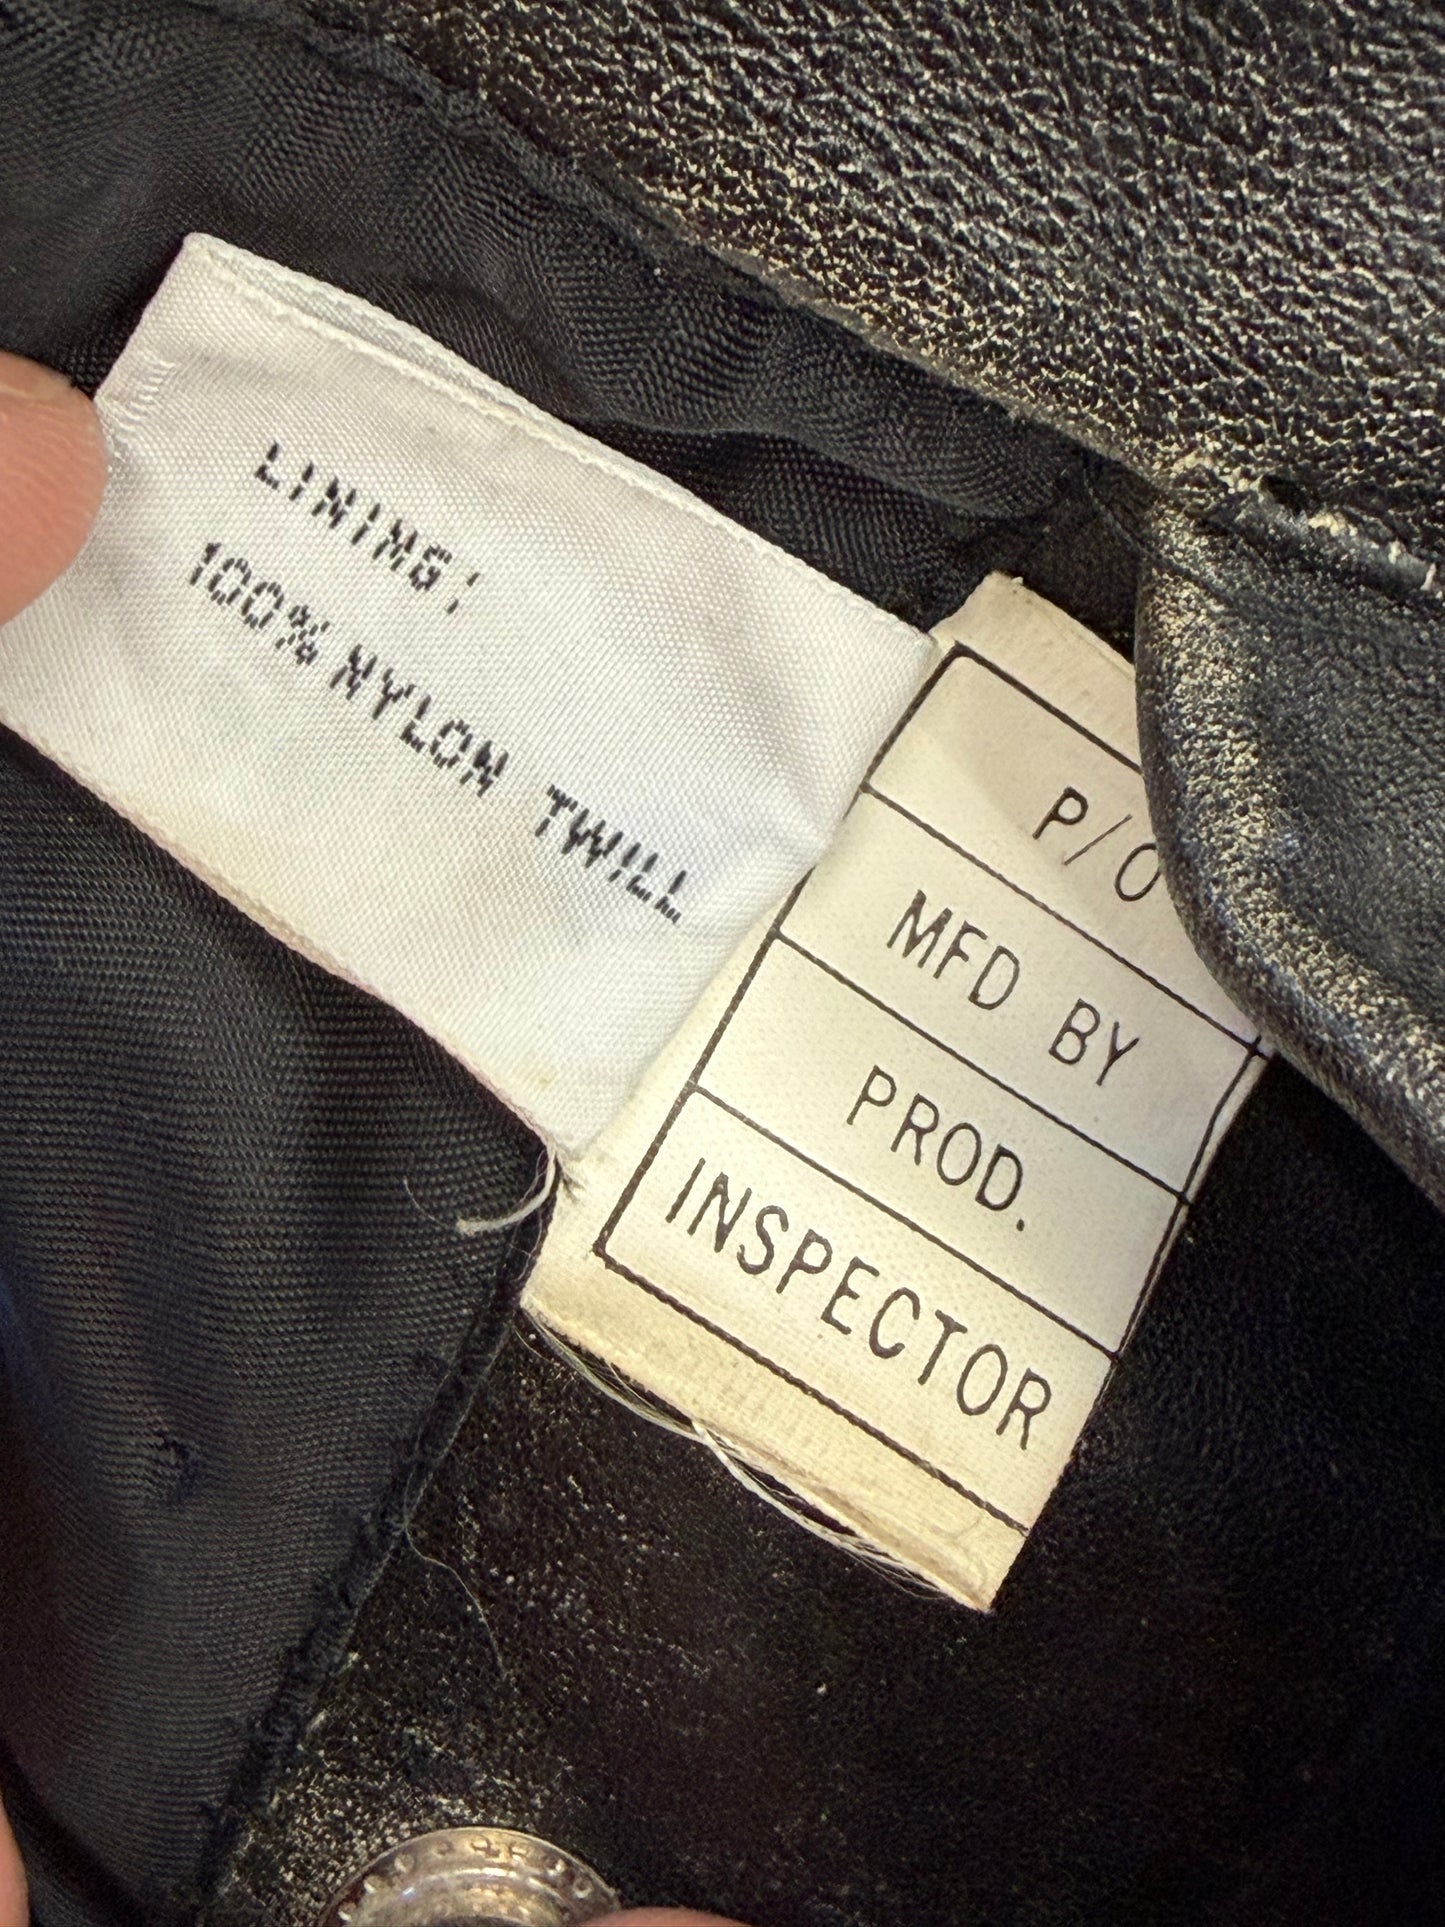 LINING:
100% NYLON TWILL
P/O
MFD BY
PROD.
INSPECTOR